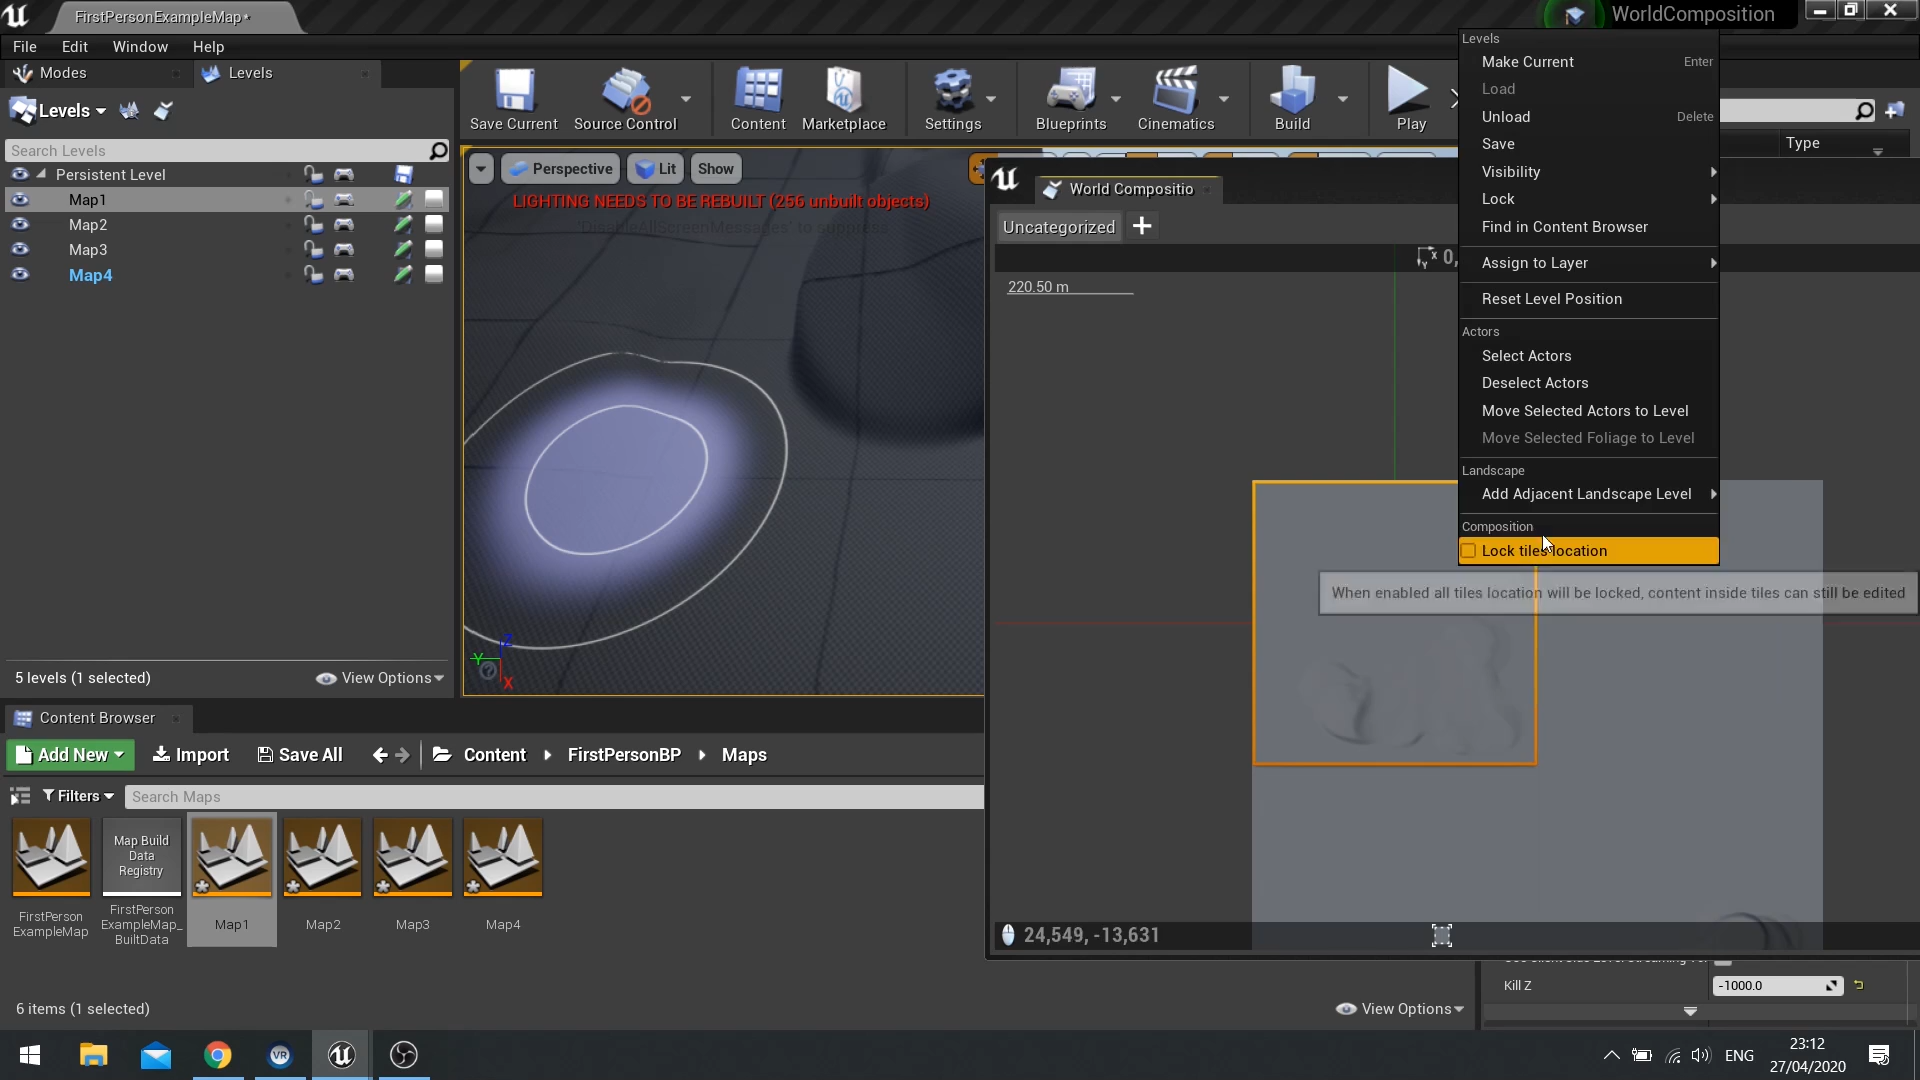 FirstPersonExampleMap*
WorldComposition
File
Edit
Window
Help
Modes
Levels
Levels
Search Levels
Persistent Level
Map1
Map2
Map3
Map4
5 levels (1 selected)
View Options
Save Current
Source Control
Content
Marketplace
Settings
Blueprints
Cinematics
Build
Play
Type
Perspective
Lit
Show
LIGHTING NEEDS TO BE REBUILT (256 unbuilt objects)
'DisableAllScreenMessages' to suppress
Z
Y
X
World Compositio
Uncategorized
Y X 0,
220.50 m
24,549, -13,631
Levels
Make Current Enter
Load
Unload Delete
Save
Visibility
Lock
Find in Content Browser
Assign to Layer
Reset Level Position
Actors
Select Actors
Deselect Actors
Move Selected Actors to Level
Move Selected Foliage to Level
Landscape
Add Adjacent Landscape Level
Composition
Lock tiles location
When enabled all tiles location will be locked, content inside tiles can still be edited
Content Browser
Add New
Import
Save All
Content
FirstPersonBP
Maps
Filters
Search Maps
FirstPerson
ExampleMap
Map Build
Data
Registry
FirstPerson
ExampleMap_
BuiltData
Map1
Map2
Map3
Map4
6 items (1 selected)
View Options
Kill Z
-1000.0
VR
ENG
23:12
27/04/2020